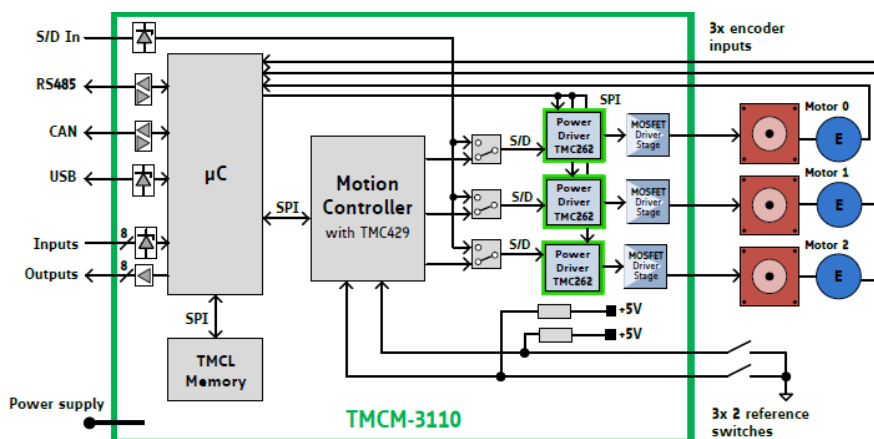 S/D In
3x encoder
inputs
RS485
SPI
Motor 0
Power
Driver
TMC262
MOSFET
Driver
Stage
E
CAN
S/D
µC
Motion
Controller
with TMC429
USB
SPI
Motor 1
S/D
Power
Driver
TMC262
MOSFET
Driver
Stage
E
Inputs
8
Outputs
8
Motor 2
S/D
Power
Driver
TMC262
MOSFET
Driver
Stage
E
SPI
+5V
+5V
TMCL
Memory
Power supply
TMCM-3110
3x 2 reference
switches